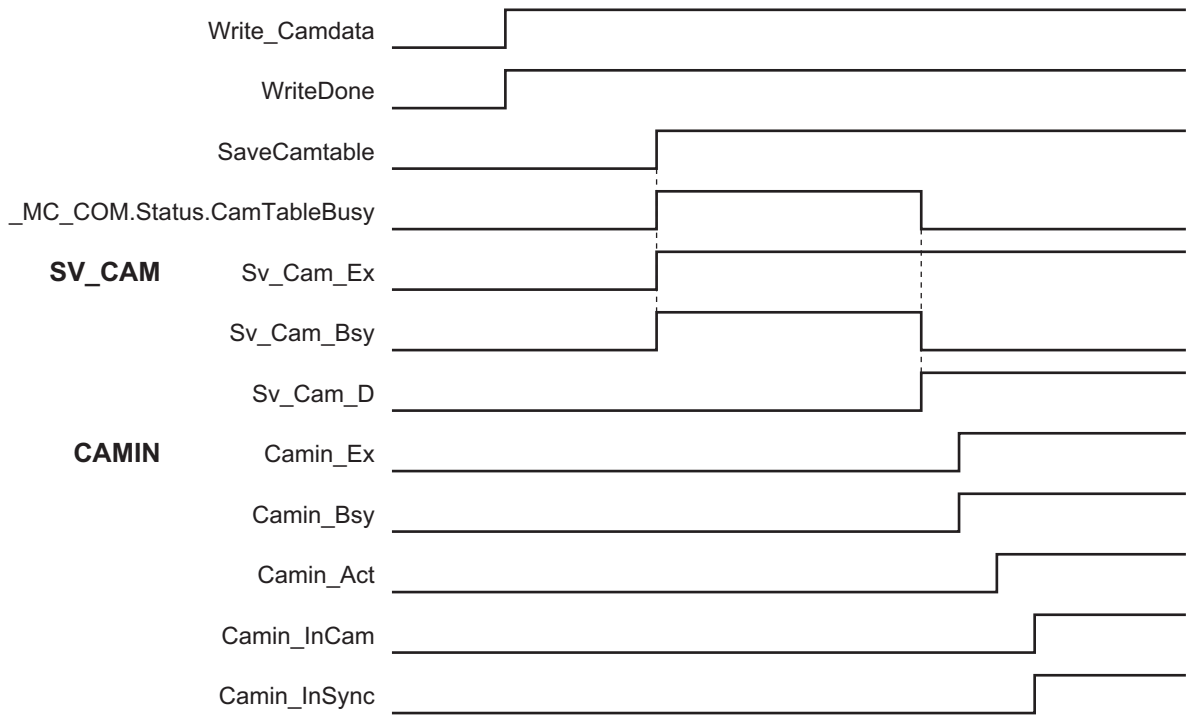 Write_Camdata
WriteDone
SaveCamtable
_MC_COM.Status.CamTableBusy
SV_CAM Sv_Cam_Ex
Sv_Cam_Bsy
Sv_Cam_D
CAMIN Camin_Ex
Camin_Bsy
Camin_Act
Camin_InCam
Camin_InSync